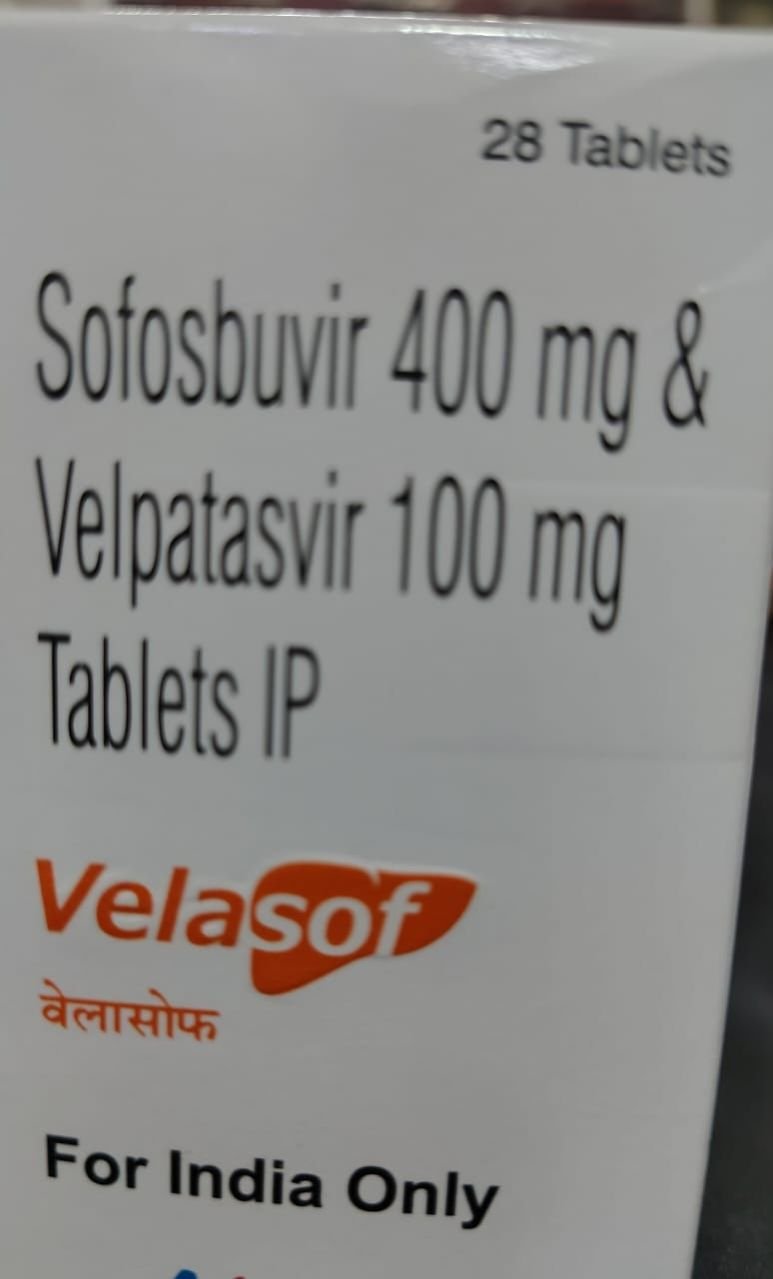 28 Tablets
Sofosbuvir 400 mg &
Velpatasvir 100 mg
Tablets IP
Velasof
वेलासोफ
For India Only